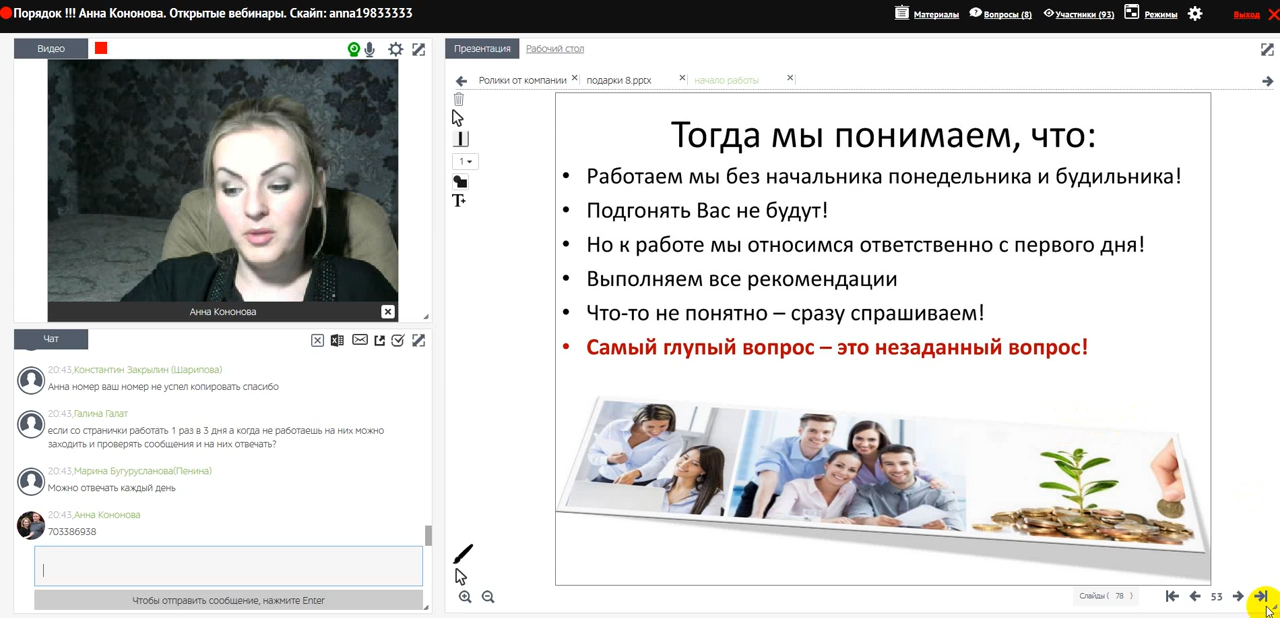 Порядок !!! Анна Кононова. Открытые вебинары. Скайп: anna19833333
Материалы
Вопросы (8)
Участники (93)
Режимы
Выход
Видео
Анна Кононова
Чат
20:43,Константин Закрылин (Шарипова)
Анна номер ваш номер не успел копировать спасибо
20:43,Галина Галат
если со странички работать 1 раз в 3 дня а когда не работаешь на них можно
заходить и проверять сообщения и на них отвечать?
20:43,Марина Бугурусланова(Пенина)
Можно отвечать каждый день
20:43,Анна Кононова
703386938
Чтобы отправить сообщение, нажмите Enter
Презентация
Рабочий стол
Ролики от компании
подарки 8.pptx
начало работы
1
Тогда мы понимаем, что:
• Работаем мы без начальника понедельника и будильника!
• Подгонять Вас не будут!
• Но к работе мы относимся ответственно с первого дня!
• Выполняем все рекомендации
• Что-то не понятно – сразу спрашиваем!
• Самый глупый вопрос – это незаданный вопрос!
Слайды ( 78 )
53